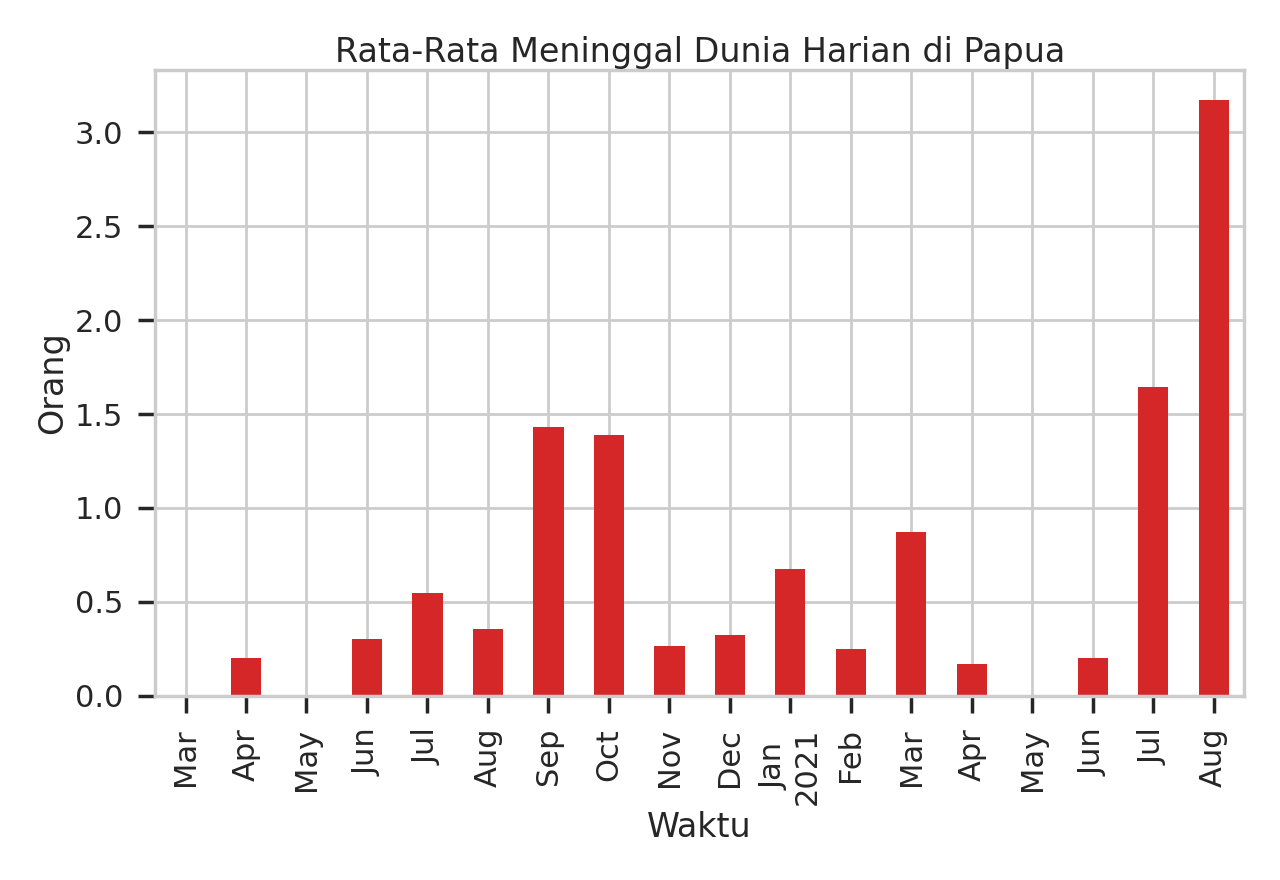 Rata-Rata Meninggal Dunia Harian di Papua
Orang
3.0
2.5
2.0
1.5
1.0
0.5
0.0
Mar
Apr
May
Jun
Jul
Aug
Sep
Oct
Nov
Dec
Jan
2021
Feb
Mar
Apr
May
Jun
Jul
Aug
Waktu